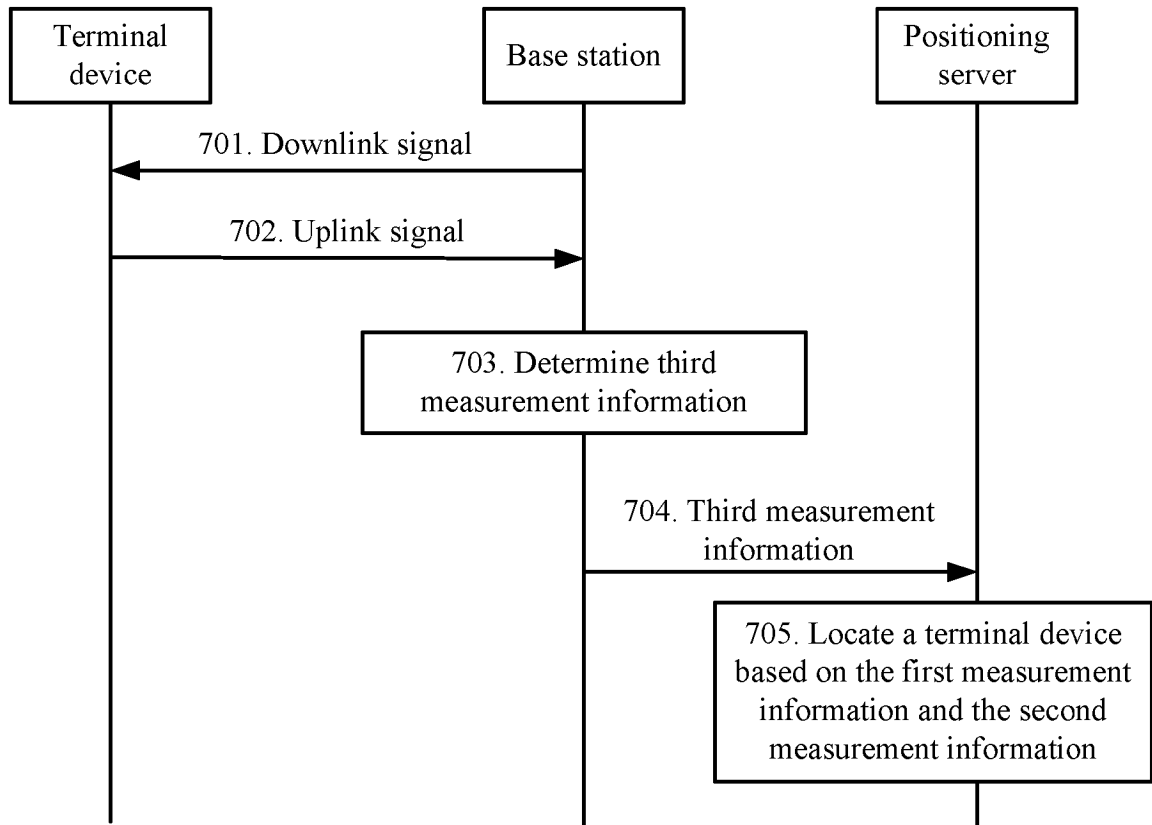 Terminal
device
Base station
Positioning
server
701. Downlink signal
702. Uplink signal
703. Determine third
measurement information
704. Third measurement
information
705. Locate a terminal device
based on the first measurement
information and the second
measurement information